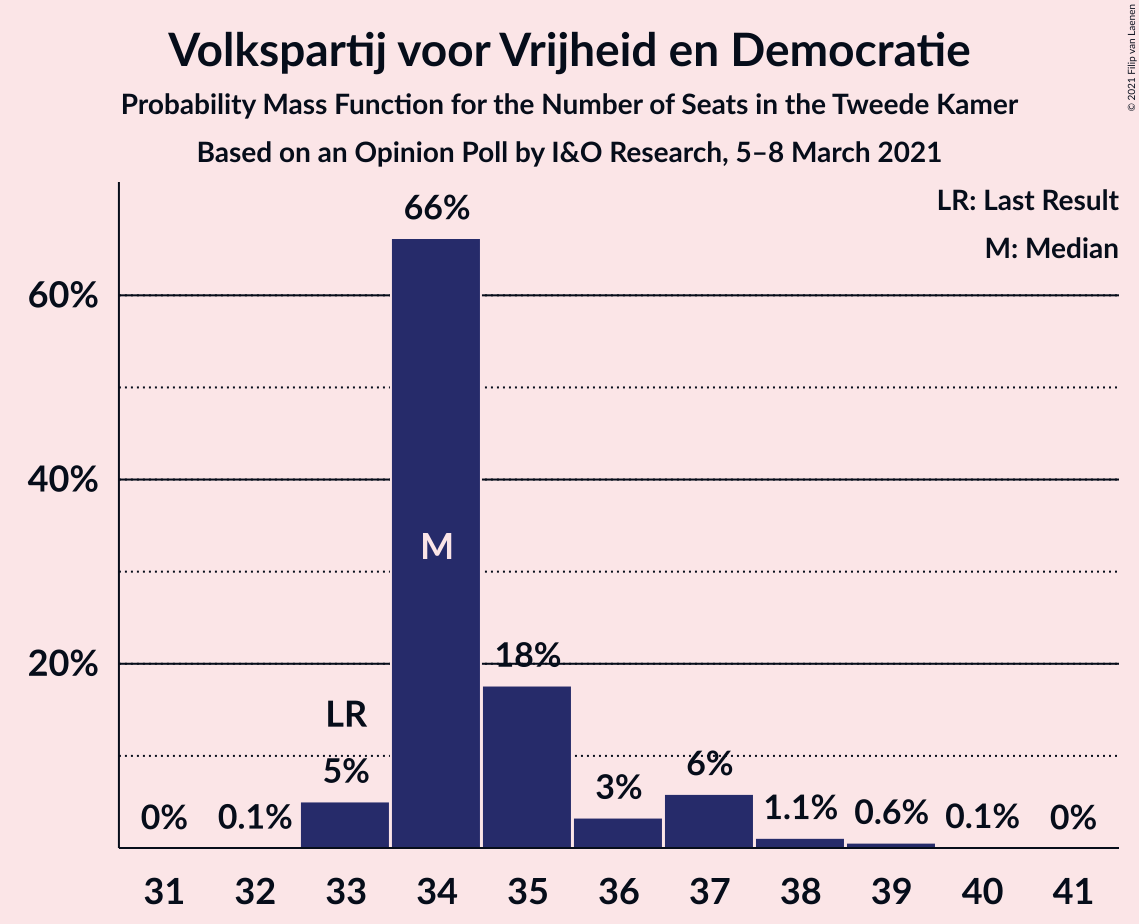 Volkspartij voor Vrijheid en Democratie
Probability Mass Function for the Number of Seats in the Tweede Kamer
Based on an Opinion Poll by I&O Research, 5–8 March 2021
© 2021 Filip van Laenen
LR: Last Result
M: Median
66%
60%
40%
M
20%
18%
LR
5%
6%
3%
0%
0.1%
1.1%
0.6%
0.1%
0%
31 32 33 34 35 36 37 38 39 40 41